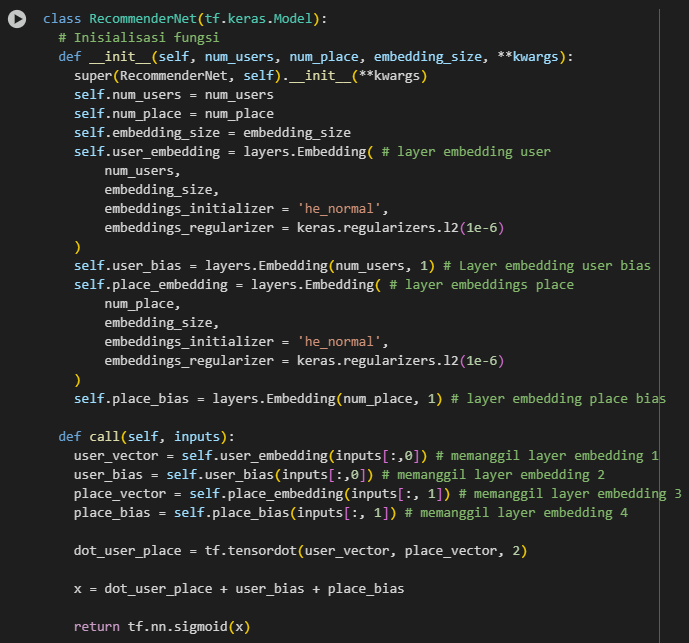 class RecommenderNet(tf.keras.Model):
  # Inisialisasi fungsi
  def __init__(self, num_users, num_place, embedding_size, **kwargs):
    super(RecommenderNet, self).__init__(**kwargs)
    self.num_users = num_users
    self.num_place = num_place
    self.embedding_size = embedding_size
    self.user_embedding = layers.Embedding( # layer embedding user
        num_users,
        embedding_size,
        embeddings_initializer = 'he_normal',
        embeddings_regularizer = keras.regularizers.l2(1e-6)
    )
    self.user_bias = layers.Embedding(num_users, 1) # Layer embedding user bias
    self.place_embedding = layers.Embedding( # layer embeddings place
        num_place,
        embedding_size,
        embeddings_initializer = 'he_normal',
        embeddings_regularizer = keras.regularizers.l2(1e-6)
    )
    self.place_bias = layers.Embedding(num_place, 1) # layer embedding place bias

  def call(self, inputs):
    user_vector = self.user_embedding(inputs[:,0]) # memanggil layer embedding 1
    user_bias = self.user_bias(inputs[:,0]) # memanggil layer embedding 2
    place_vector = self.place_embedding(inputs[:, 1]) # memanggil layer embedding 3
    place_bias = self.place_bias(inputs[:, 1]) # memanggil layer embedding 4

    dot_user_place = tf.tensordot(user_vector, place_vector, 2)

    x = dot_user_place + user_bias + place_bias

    return tf.nn.sigmoid(x)